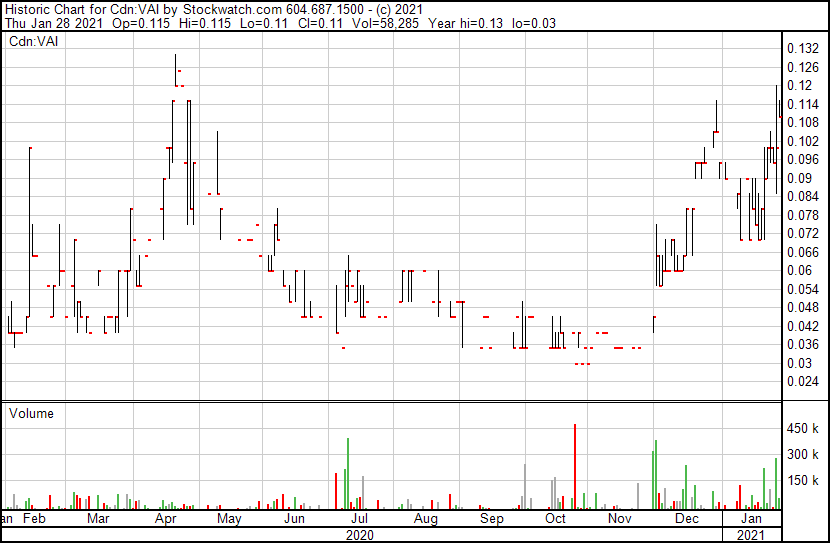 Historic Chart for Cdn:VAI by Stockwatch.com 604.687.1500 - (c) 2021
Thu Jan 28 2021 Op=0.115 Hi=0.115 Lo=0.11 Cl=0.11 Vol=58,285 Year hi=0.13 lo=0.03
Cdn:VAI
0.132
0.126
0.12
0.114
0.108
0.102
0.096
0.09
0.084
0.078
0.072
0.066
0.06
0.054
0.048
0.042
0.036
0.03
0.024
Volume
450 k
300 k
150 k
an Feb Mar Apr May Jun Jul Aug Sep Oct Nov Dec Jan
2020 2021